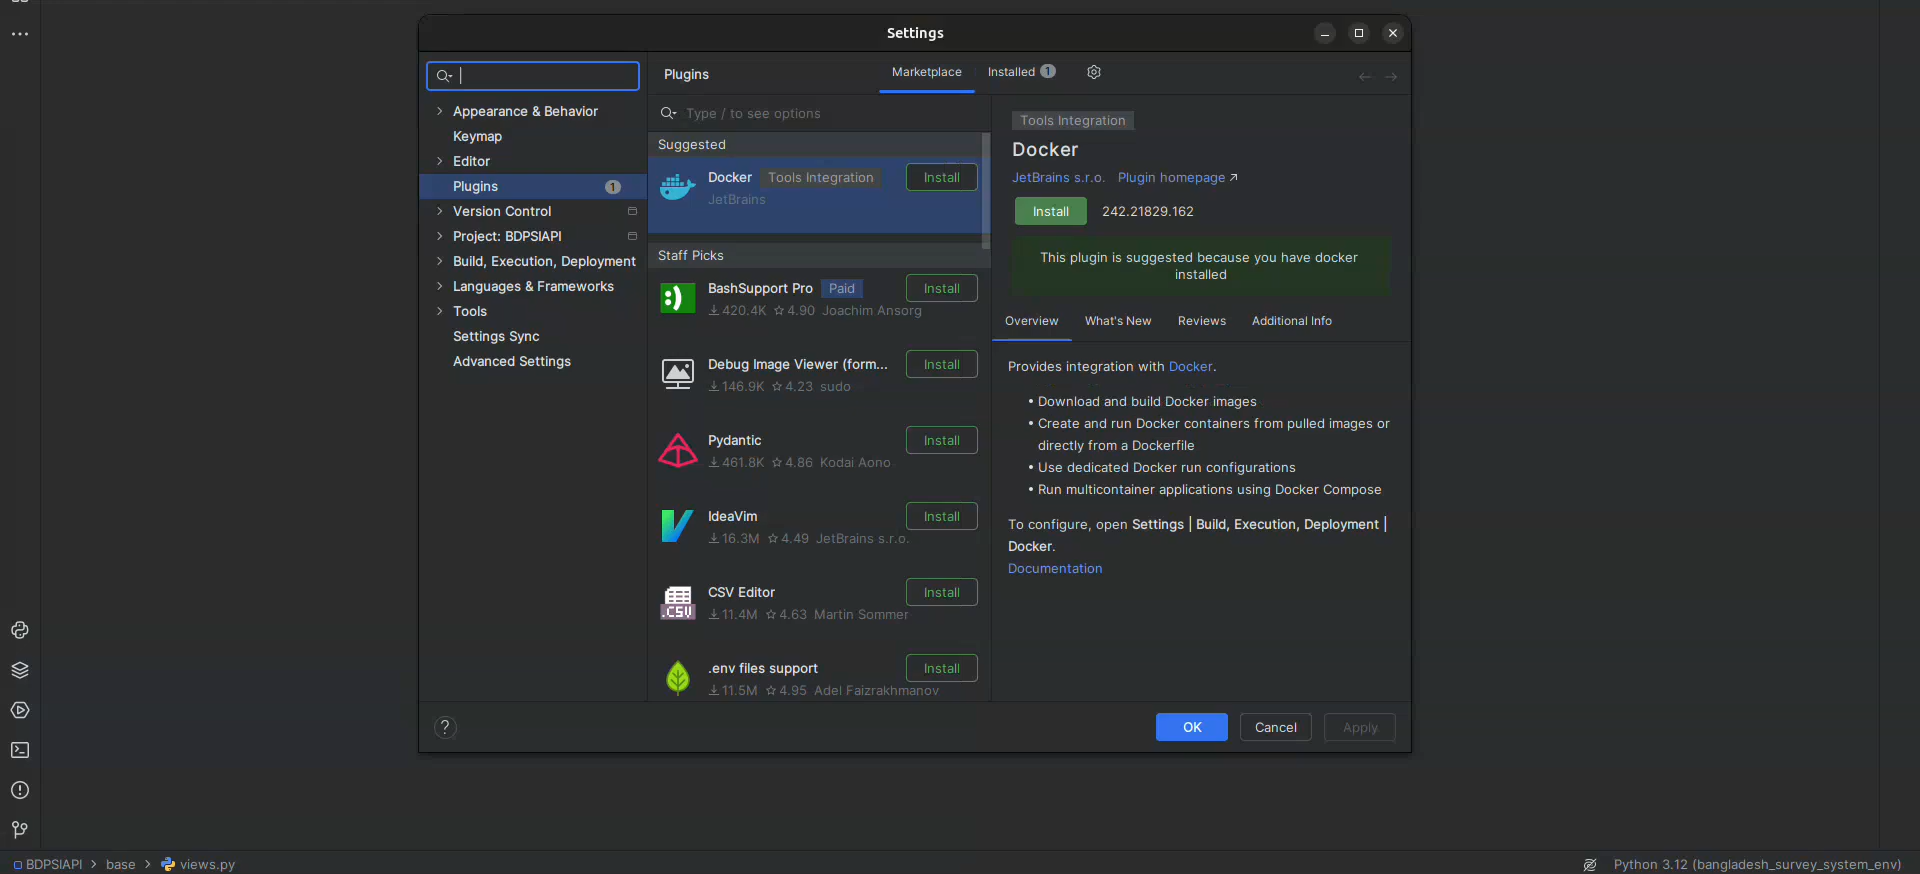 Settings
Appearance & Behavior
Keymap
Editor
Plugins 1
Version Control
Project: BDPSIAPI
Build, Execution, Deployment
Languages & Frameworks
Tools
Settings Sync
Advanced Settings
Plugins
Marketplace
Installed 1
Type / to see options
Suggested
Docker Tools Integration Install
JetBrains
Staff Picks
BashSupport Pro Paid Install
420.4K 4.90 Joachim Ansorg
Debug Image Viewer (form... Install
146.9K 4.23 sudo
Pydantic Install
461.8K 4.86 Kodai Aono
IdeaVim Install
16.3M 4.49 JetBrains s.r.o.
CSV Editor Install
.CSV
11.4M 4.63 Martin Sommer
.env files support Install
11.5M 4.95 Adel Faizrakhmanov
Tools Integration
Docker
JetBrains s.r.o. Plugin homepage ↗
Install 242.21829.162
This plugin is suggested because you have docker
installed
Overview What's New Reviews Additional Info
Provides integration with Docker.
• Download and build Docker images
• Create and run Docker containers from pulled images or
directly from a Dockerfile
• Use dedicated Docker run configurations
• Run multicontainer applications using Docker Compose
To configure, open Settings | Build, Execution, Deployment |
Docker.
Documentation
?
OK Cancel Apply
BDPSIAPI > base > views.py
Python 3.12 (bangladesh_survey_system_env)